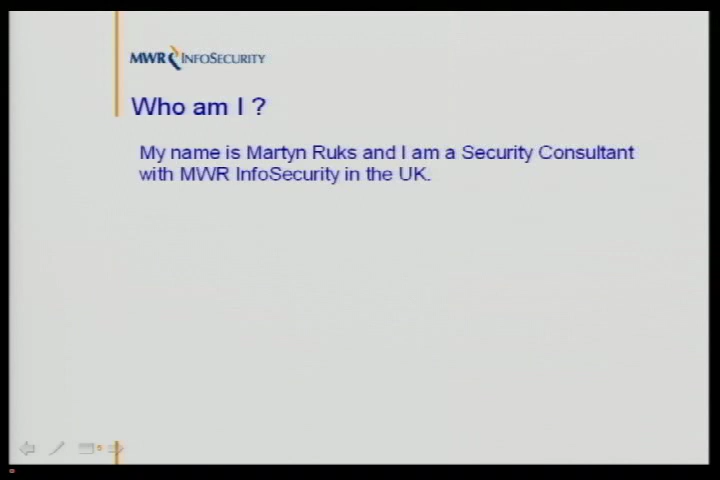 MWR INFOSECURITY
Who am I ?
My name is Martyn Ruks and I am a Security Consultant
with MWR InfoSecurity in the UK.